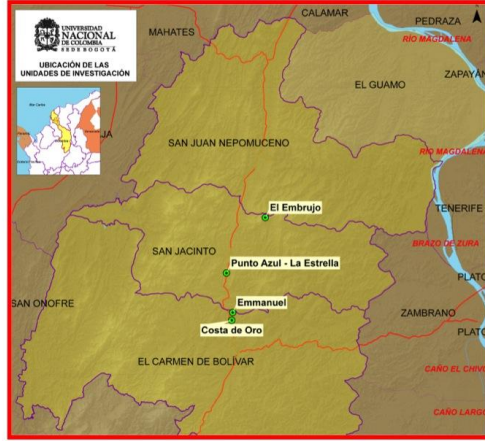 UNIVERSIDAD
NACIONAL
DE COLOMBIA
SEDE BOGOTÁ
UBICACIÓN DE LAS
UNIDADES DE INVESTIGACIÓN
CALAMAR
PEDRAZA
MAHATES
RÍO MAGDALENA
ZAPAYÁN
EL GUAMO
JA
SAN JUAN NEPOMUCENO
RÍO MAGDALENA
El Embrujo
TENERIFE
SAN JACINTO
BRAZO DE ZURA
Punto Azul - La Estrella
PLATO
SAN ONOFRE
Emmanuel
ZAMBRANO
Costa de Oro
PLATO
EL CARMEN DE BOLÍVAR
CAÑO EL CHIVO
CAÑO LARGO